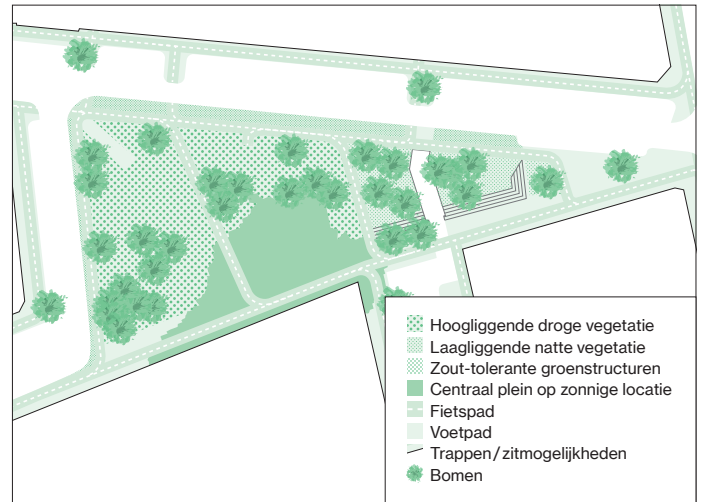 Hoogliggende droge vegetatie
Laagliggende natte vegetatie
Zout-tolerante groenstructuren
Centraal plein op zonnige locatie
Fietspad
Voetpad
Trappen/zitmogelijkheden
Bomen